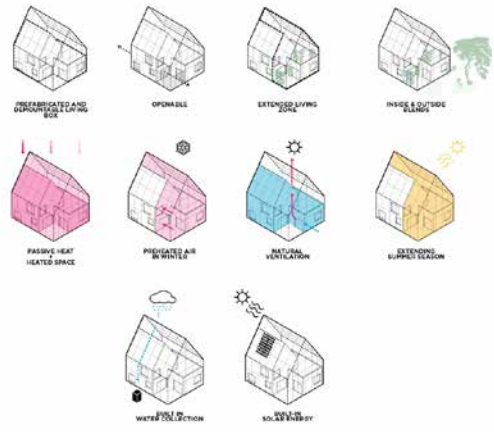 PREFABRICATED AND
DEMOUNTABLE LIVING
BOX
OPENABLE
EXTENDED LIVING
ZONE
INSIDE & OUTSIDE
BLENDS
PASSIVE HEAT
+
HEATED SPACE
PREHEATED AIR
IN WINTER
NATURAL
VENTILATION
EXTENDING
SUMMER SEASON
BUILT IN
WATER COLLECTION
BUILT-IN
SOLAR ENERGY